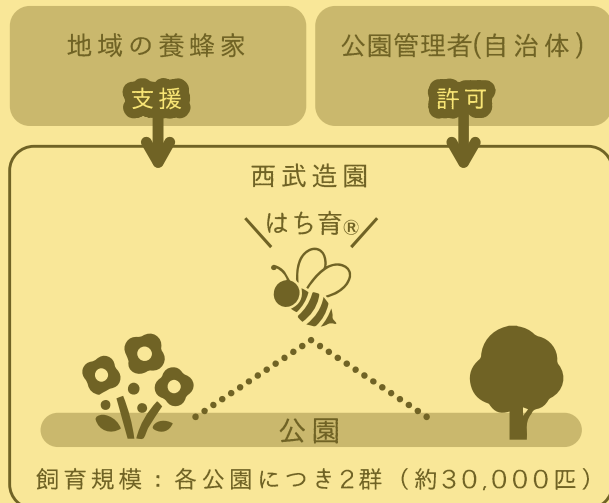 地域の養蜂家
公園管理者(自治体)
支援
許可
西武造園
はち育®
公園
飼育規模：各公園につき2群（約30,000匹）